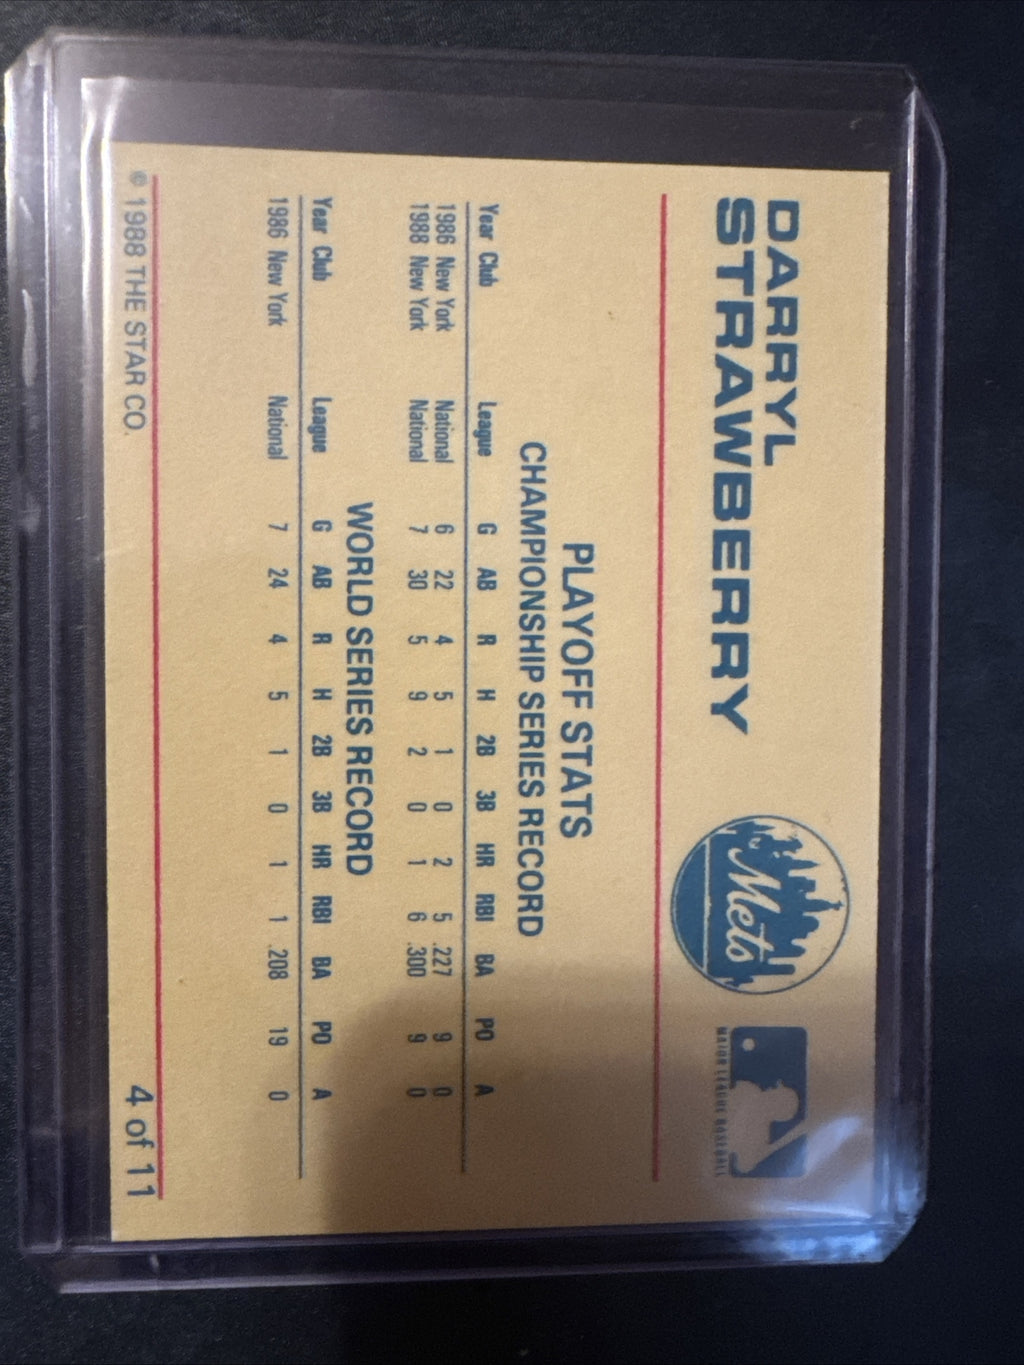 DARRYL
STRAWBERRY
Mets
MAJOR LEAGUE BASEBALL
PLAYOFF STATS
CHAMPIONSHIP SERIES RECORD
Year Club League G AB R H 2B 3B HR RBI BA PO A
1986 New York National 6 22 4 5 1 0 2 5 .227 9 0
1988 New York National 7 30 5 9 2 0 1 6 .300 9 0
WORLD SERIES RECORD
Year Club League G AB R H 2B 3B HR RBI BA PO A
1986 New York National 7 24 4 5 1 0 1 1 .208 19 0
© 1988 THE STAR CO. 4 of 11